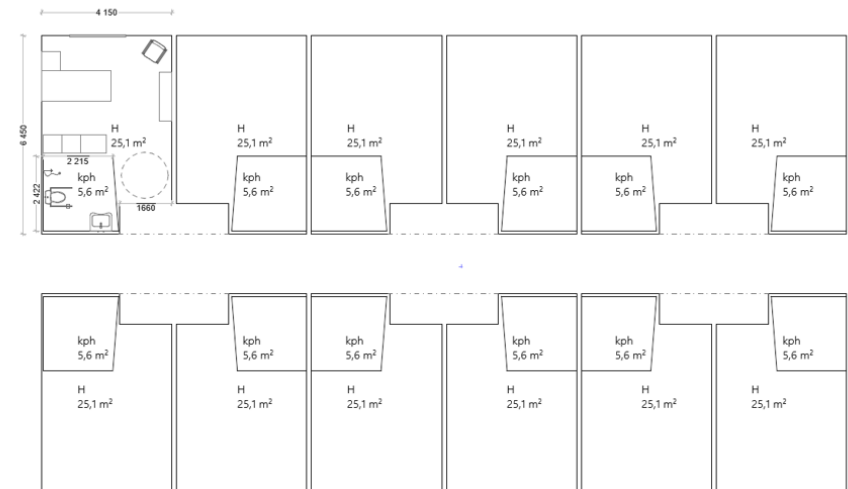 4 150
6 450
H
25,1 m²
H
25,1 m²
H
25,1 m²
H
25,1 m²
H
25,1 m²
H
25,1 m²
2 215
2 422
kph
5,6 m²
1660
kph
5,6 m²
kph
5,6 m²
kph
5,6 m²
kph
5,6 m²
kph
5,6 m²
kph
5,6 m²
kph
5,6 m²
kph
5,6 m²
kph
5,6 m²
kph
5,6 m²
kph
5,6 m²
H
25,1 m²
H
25,1 m²
H
25,1 m²
H
25,1 m²
H
25,1 m²
H
25,1 m²